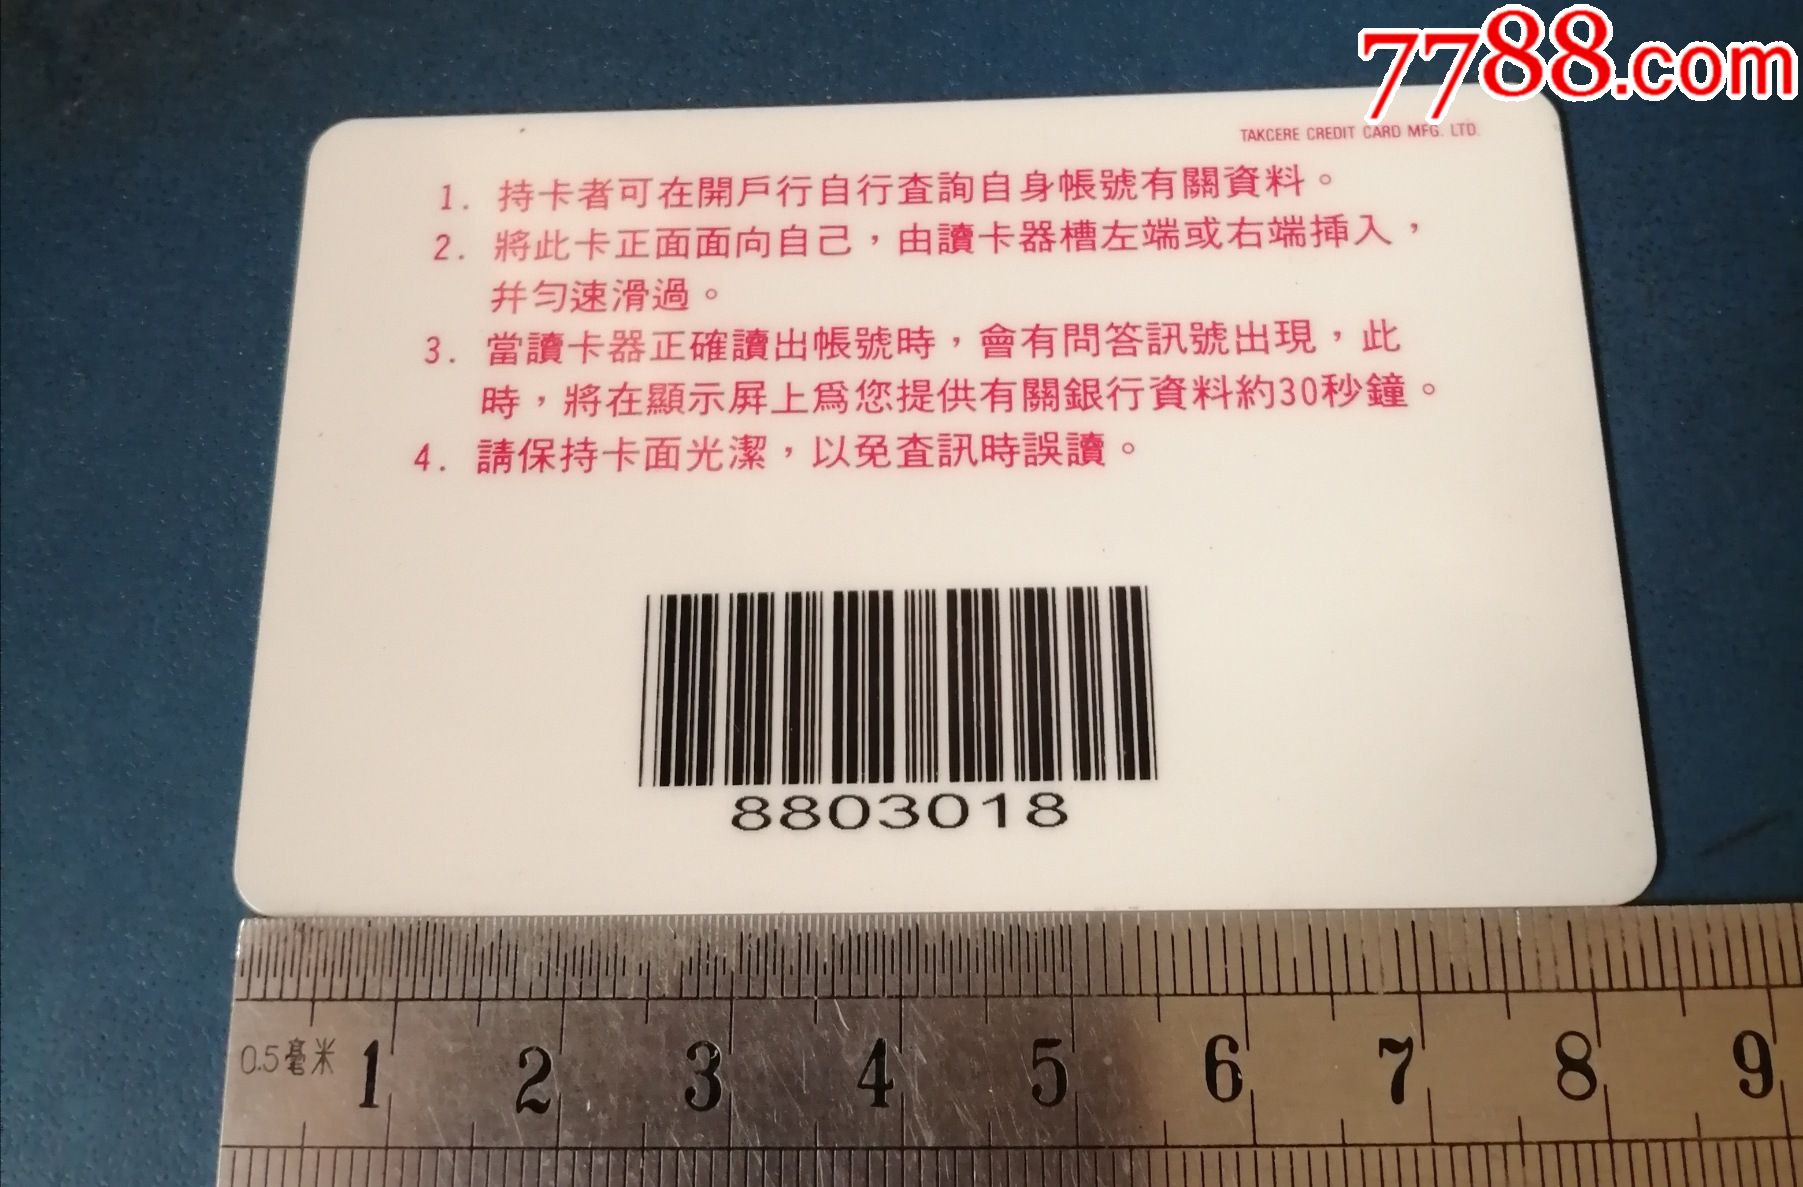 7788.com
TAKCERE CREDIT CARD MFG. LTD.
1. 持卡者可在開戶行自行查詢自身帳號有關資料。
2. 將此卡正面面向自己，由讀卡器槽左端或右端挿入，
幷勻速滑過。
3. 當讀卡器正確讀出帳號時，會有問答訊號出現，此
時，將在顯示屏上爲您提供有關銀行資料約30秒鐘。
4. 請保持卡面光潔，以免查訊時誤讀。
8803018
0.5毫米 1 2 3 4 5 6 7 8 9